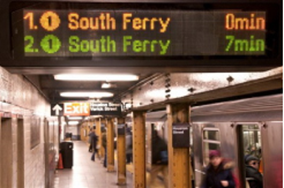 1. 1 South Ferry 0min
2. 1 South Ferry 7min
Exit